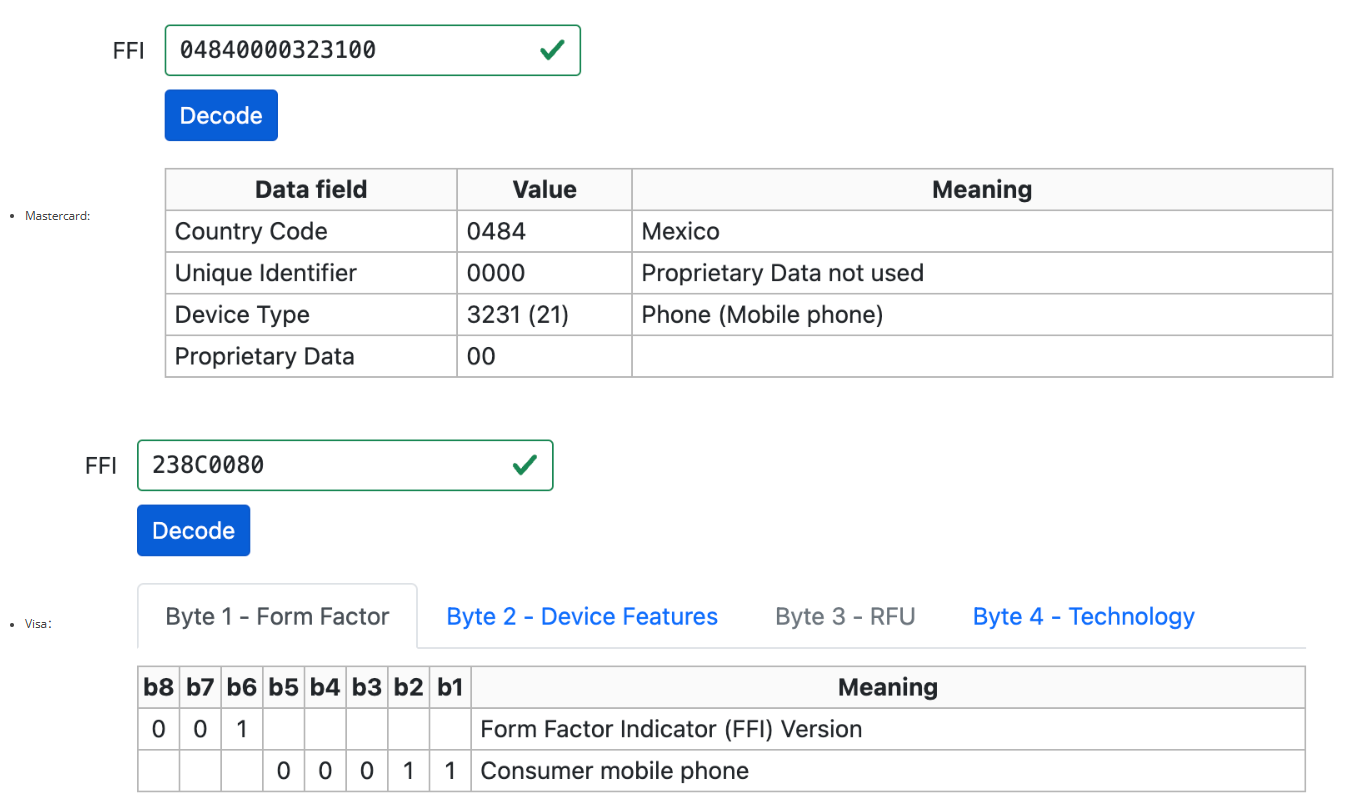 FFI 04840000323100
Decode
Data field Value Meaning
• Mastercard:
Country Code 0484 Mexico
Unique Identifier 0000 Proprietary Data not used
Device Type 3231 (21) Phone (Mobile phone)
Proprietary Data 00
FFI 238C0080
Decode
• Visa:
Byte 1 - Form Factor Byte 2 - Device Features Byte 3 - RFU Byte 4 - Technology
b8 b7 b6 b5 b4 b3 b2 b1 Meaning
0 0 1 Form Factor Indicator (FFI) Version
0 0 0 1 1 Consumer mobile phone